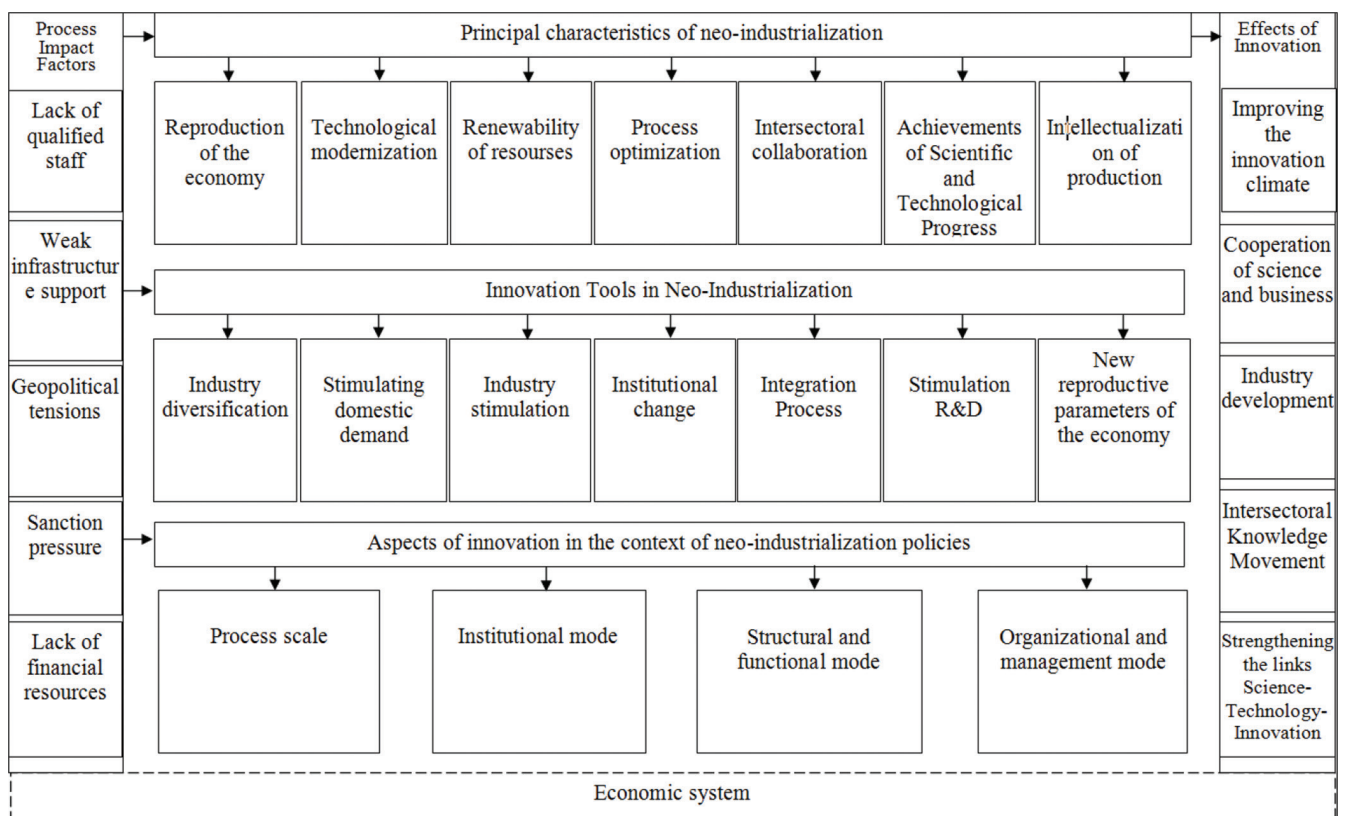 Process
Impact
Factors
Principal characteristics of neo-industrialization
Effects of
Innovation
Lack of
qualified
staff
Weak
infrastructur
e support
Geopolitical
tensions
Sanction
pressure
Lack of
financial
resources
Reproduction
of the
economy
Technological
modernization
Renewability
of resourses
Process
optimization
Intersectoral
collaboration
Achievements
of Scientific
and
Technological
Progress
Intellectualizati
on of
production
Innovation Tools in Neo-Industrialization
Industry
diversification
Stimulating
domestic
demand
Industry
stimulation
Institutional
change
Integration
Process
Stimulation
R&D
New
reproductive
parameters of
the economy
Aspects of innovation in the context of neo-industrialization policies
Process scale
Institutional mode
Structural and
functional mode
Organizational and
management mode
Improving
the
innovation
climate
Cooperation
of science
and business
Industry
development
Intersectoral
Knowledge
Movement
Strengthening
the links
Science-
Technology-
Innovation
Economic system